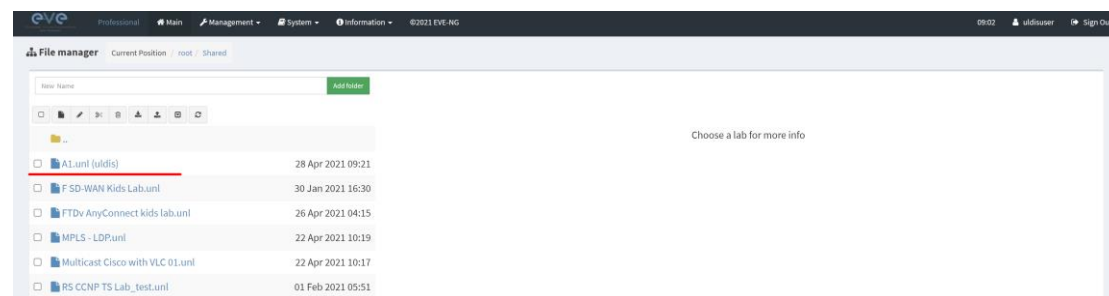 eve Professional Main Management System Information ©2021 EVE-NG 09:02 uldisuser Sign Ou
File manager Current Position / root / Shared
New Name Add folder
..
A1.unl (uldis) 28 Apr 2021 09:21
F SD-WAN Kids Lab.unl 30 Jan 2021 16:30
FTDv AnyConnect kids lab.unl 26 Apr 2021 04:15
MPLS - LDP.unl 22 Apr 2021 10:19
Multicast Cisco with VLC 01.unl 22 Apr 2021 10:17
RS CCNP TS Lab_test.unl 01 Feb 2021 05:51
Choose a lab for more info